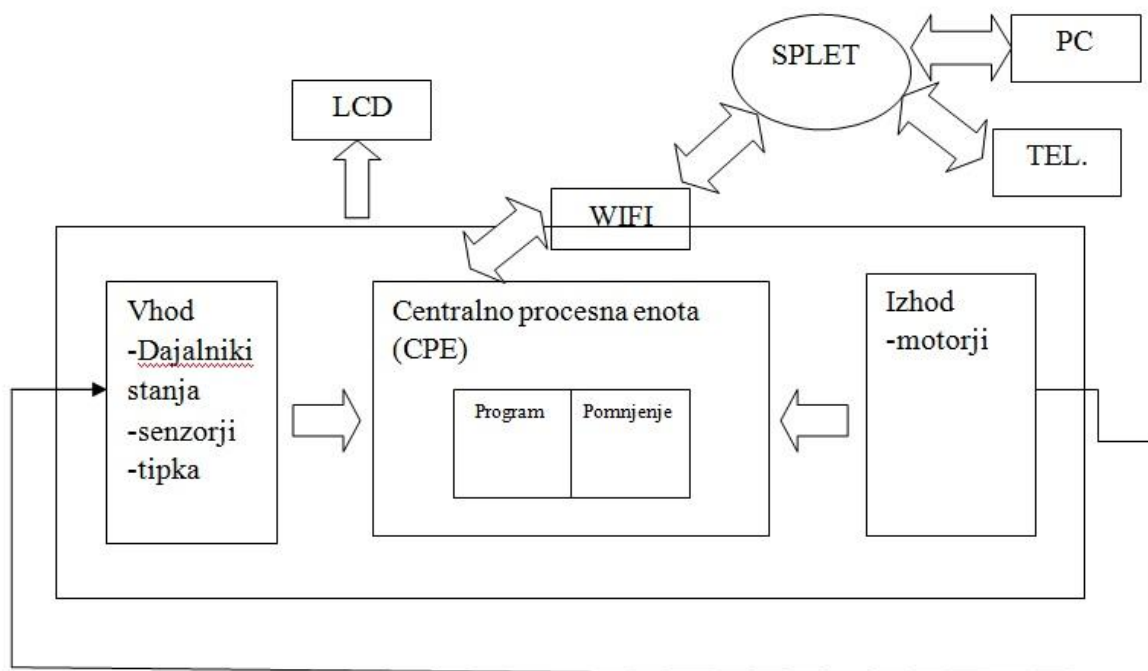 SPLET
PC
LCD
TEL.
WIFI
Vhod
-Dajalniki
stanja
-senzorji
-tipka
Centralno procesna enota
(CPE)
Program
Pomnjenje
Izhod
-motorji